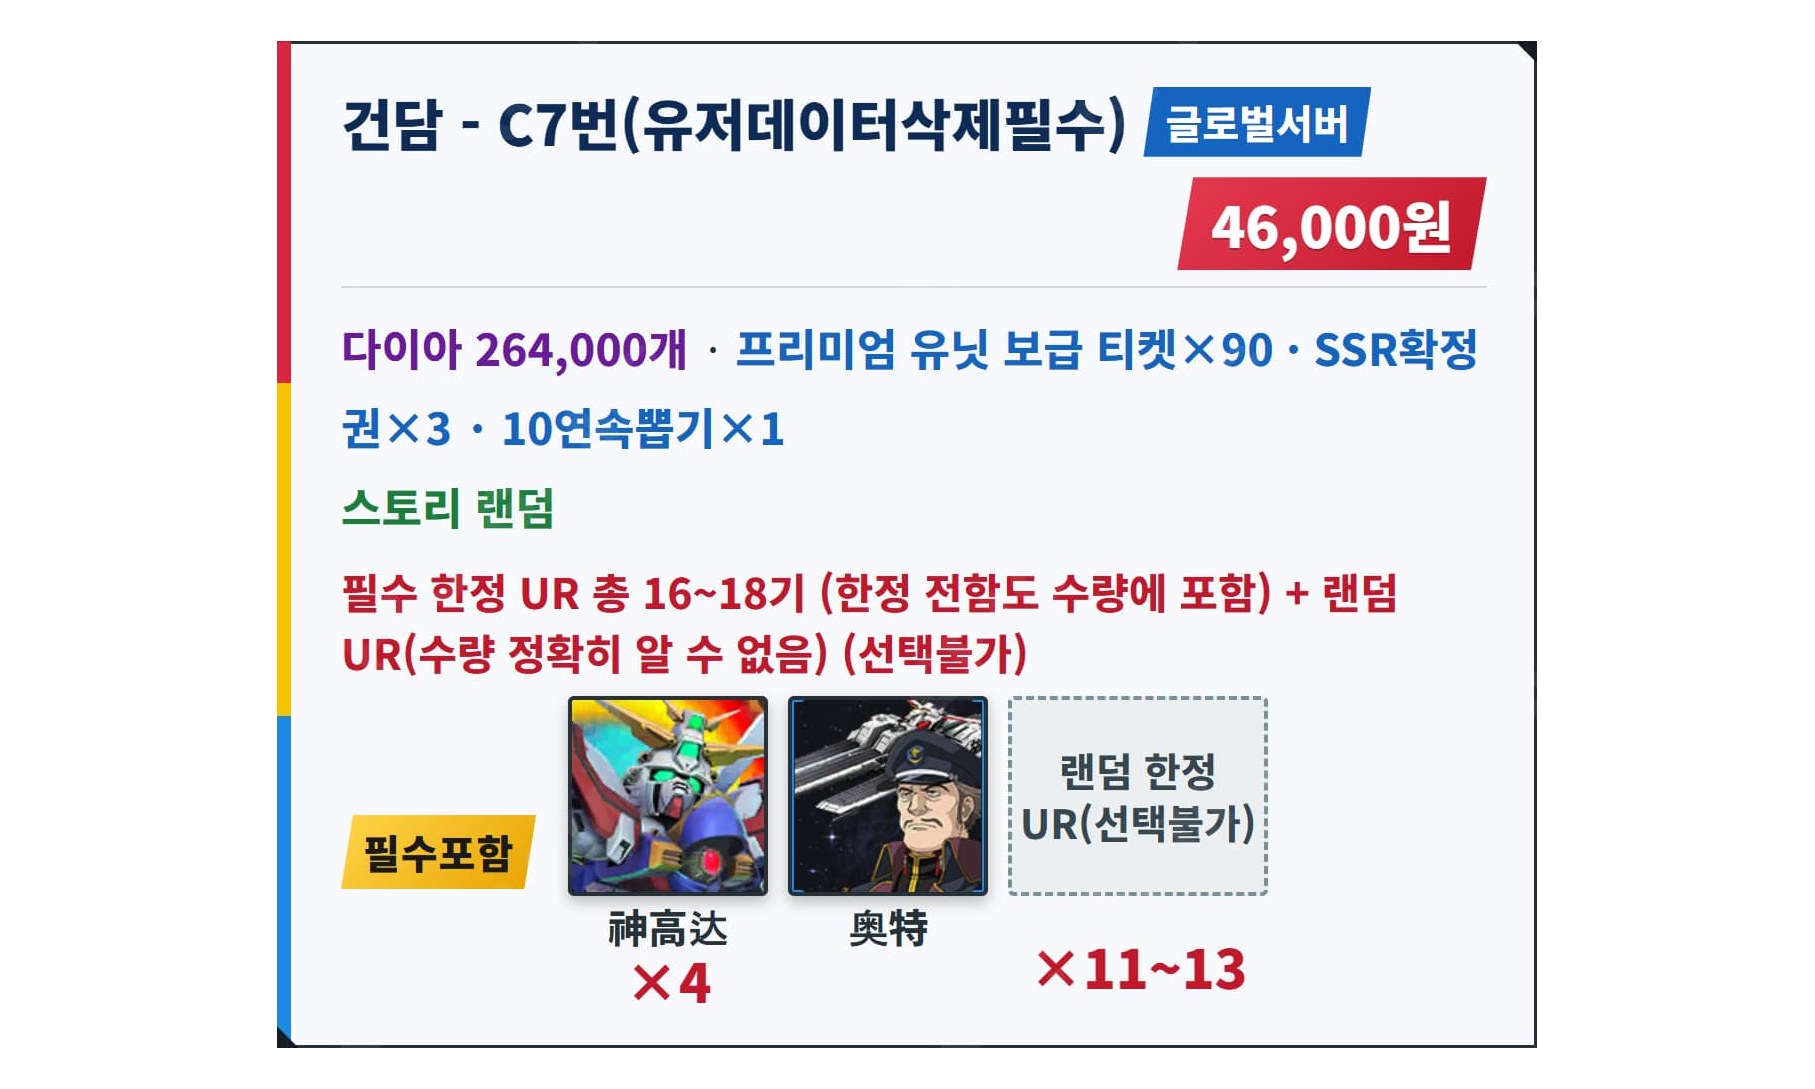 건담 - C7번(유저데이터삭제필수) 글로벌서버
46,000원
다이아 264,000개 · 프리미엄 유닛 보급 티켓×90 · SSR확정
권×3 · 10연속뽑기×1
스토리 랜덤
필수 한정 UR 총 16~18기 (한정 전함도 수량에 포함) + 랜덤
UR(수량 정확히 알 수 없음) (선택불가)
랜덤 한정
UR(선택불가)
필수포함
神高达 奥特
×4 ×11~13